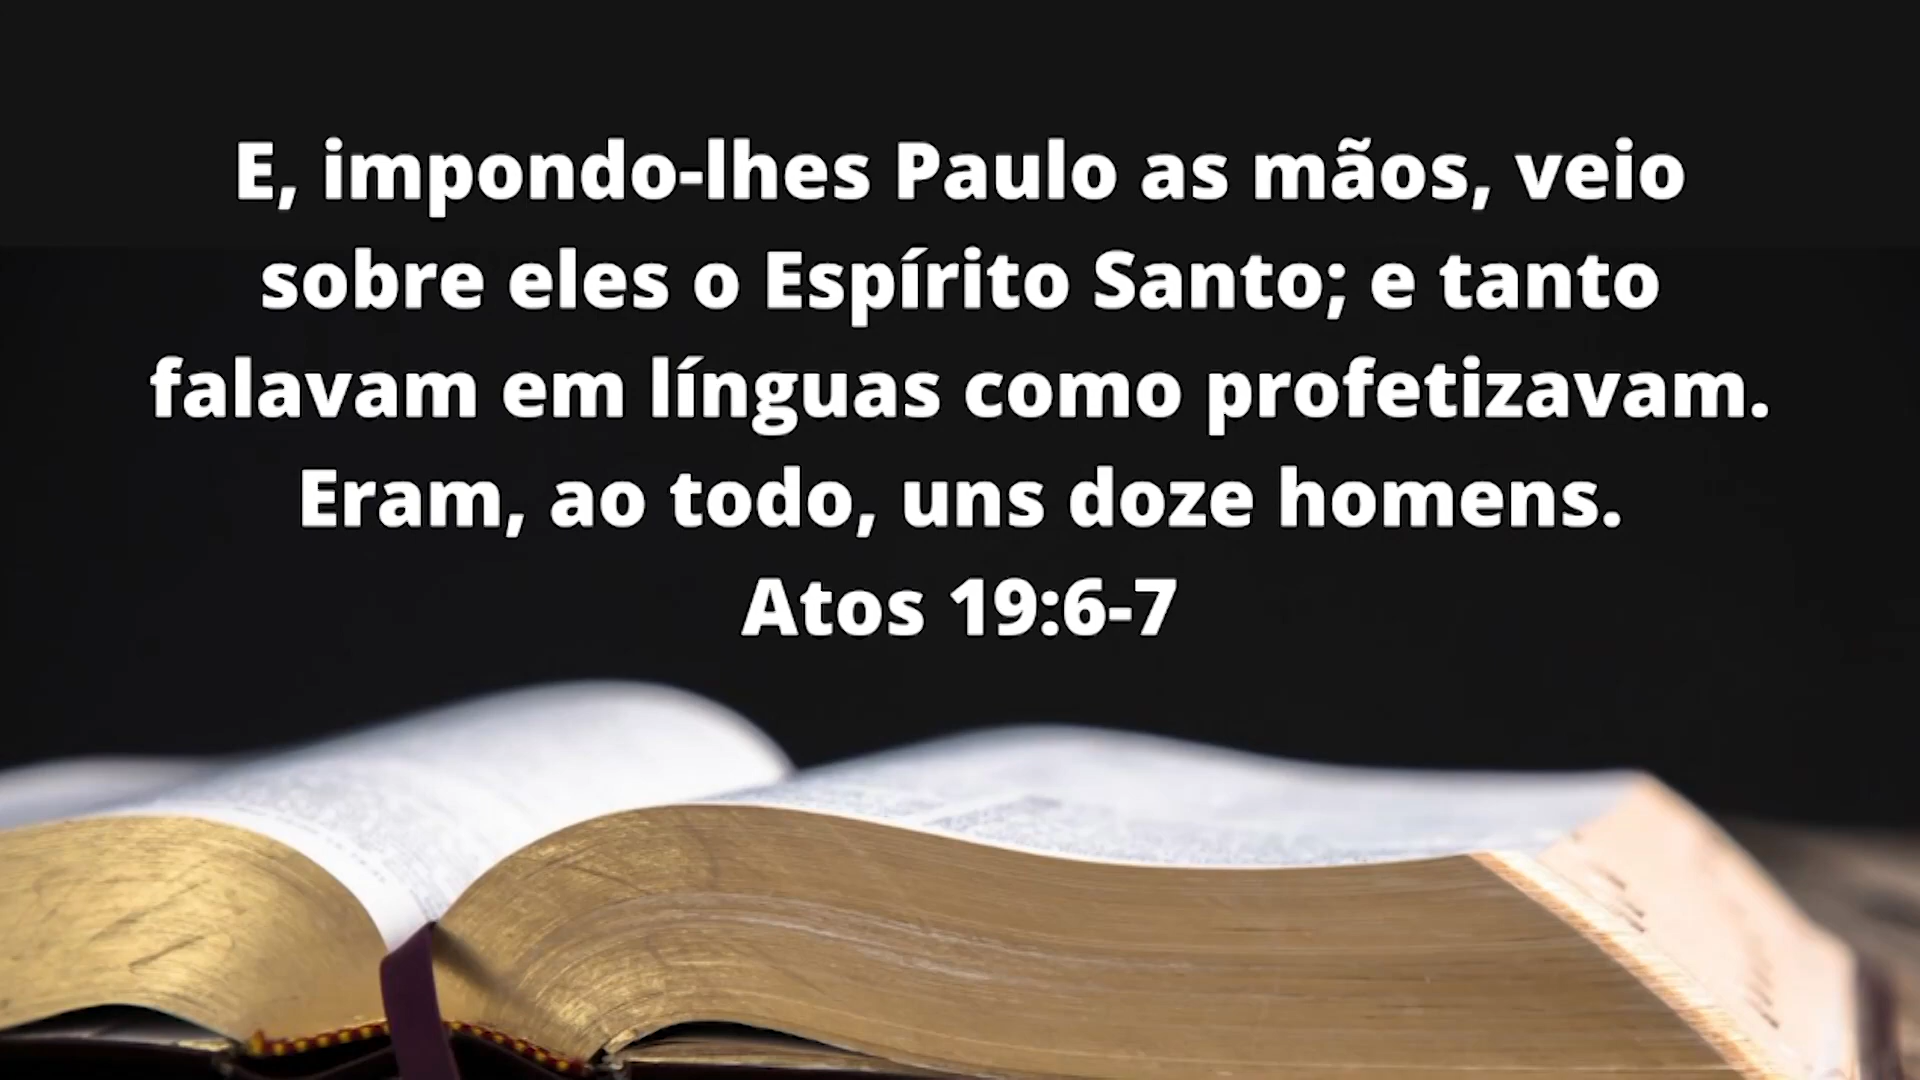 E, impondo-lhes Paulo as mãos, veio
sobre eles o Espírito Santo; e tanto
falavam em línguas como profetizavam.
Eram, ao todo, uns doze homens.
Atos 19:6-7